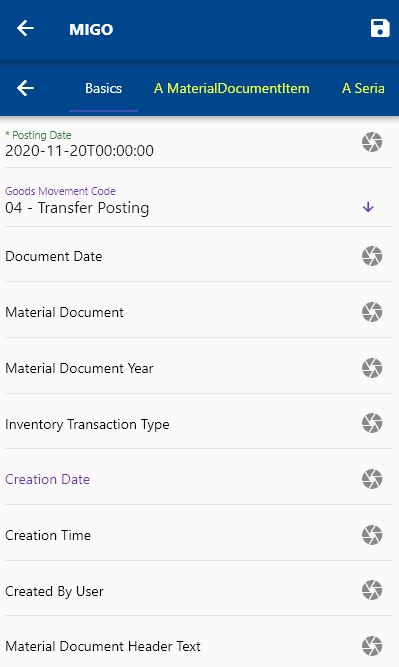 MIGO
Basics A MaterialDocumentItem A Seria
* Posting Date
2020-11-20T00:00:00
Goods Movement Code
04 - Transfer Posting
Document Date
Material Document
Material Document Year
Inventory Transaction Type
Creation Date
Creation Time
Created By User
Material Document Header Text